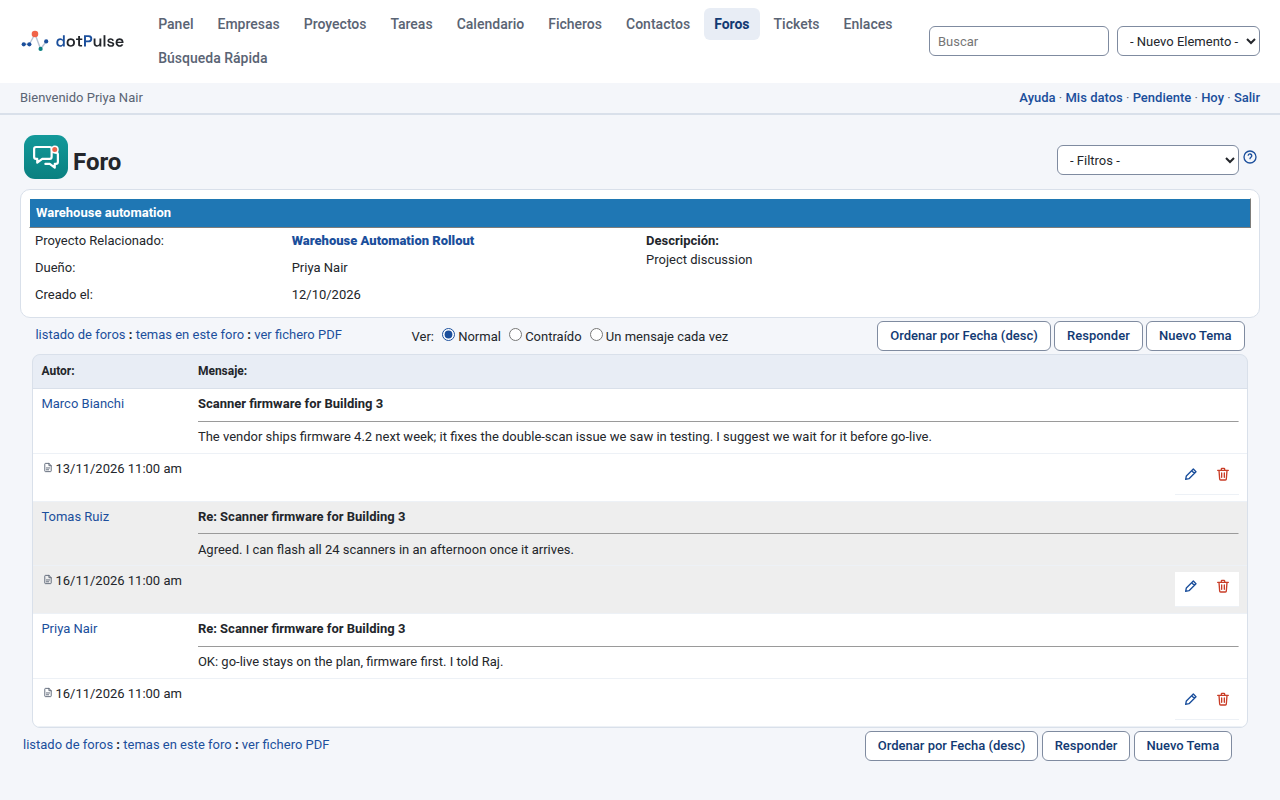 dotPulse
Panel Empresas Proyectos Tareas Calendario Ficheros Contactos Foros Tickets Enlaces
Búsqueda Rápida
Buscar
- Nuevo Elemento -
Bienvenido Priya Nair
Ayuda · Mis datos · Pendiente · Hoy · Salir
Foro
- Filtros -
Warehouse automation
Proyecto Relacionado: Warehouse Automation Rollout
Dueño: Priya Nair
Creado el: 12/10/2026
Descripción:
Project discussion
listado de foros : temas en este foro : ver fichero PDF
Ver: Normal Contraído Un mensaje cada vez
Ordenar por Fecha (desc) Responder Nuevo Tema
Autor: Mensaje:
Marco Bianchi Scanner firmware for Building 3
The vendor ships firmware 4.2 next week; it fixes the double-scan issue we saw in testing. I suggest we wait for it before go-live.
13/11/2026 11:00 am
Tomas Ruiz Re: Scanner firmware for Building 3
Agreed. I can flash all 24 scanners in an afternoon once it arrives.
16/11/2026 11:00 am
Priya Nair Re: Scanner firmware for Building 3
OK: go-live stays on the plan, firmware first. I told Raj.
16/11/2026 11:00 am
listado de foros : temas en este foro : ver fichero PDF
Ordenar por Fecha (desc) Responder Nuevo Tema